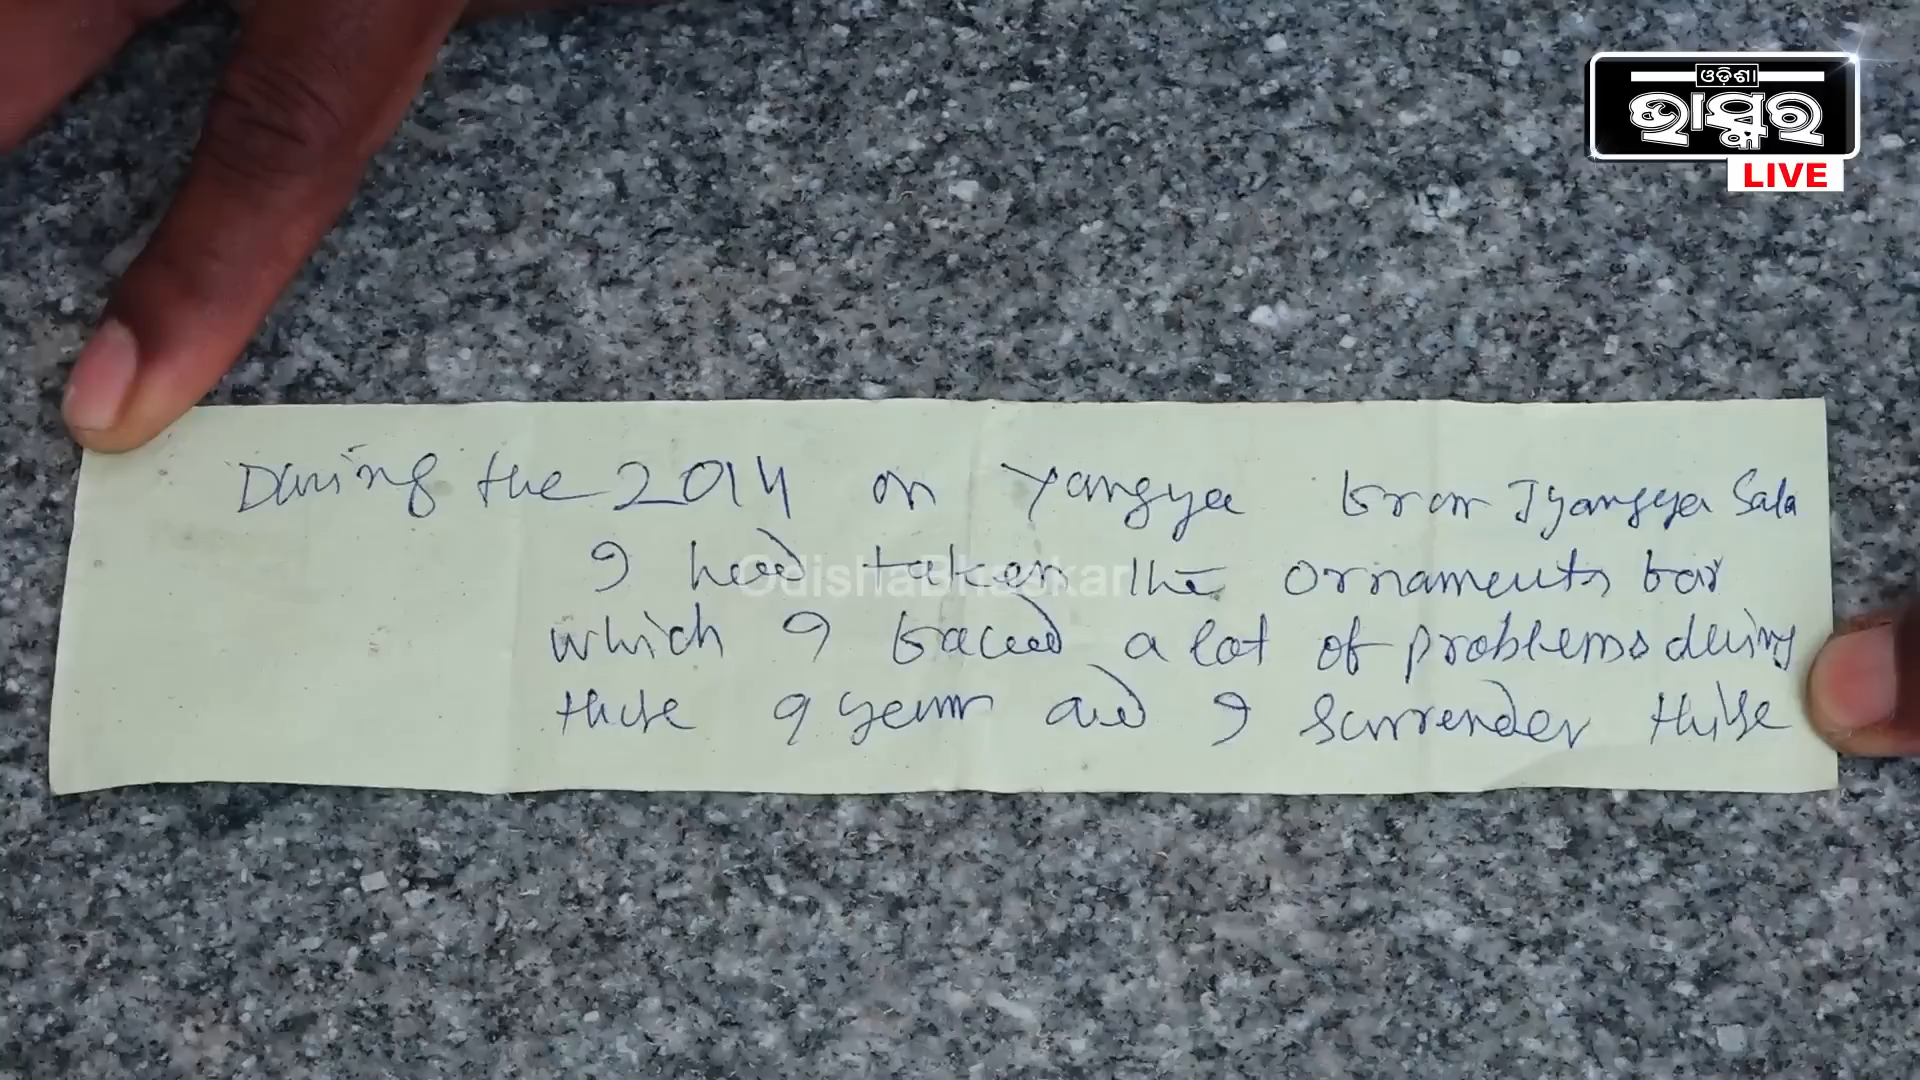 ଓଡ଼ିଶା
ଭାସ୍କର
LIVE
During the 2014 on Yangya from Jyangya Sala
I had taken the ornaments for
which I faced a lot of problems during
these 9 years and I surrender these
OdishaBhaskar